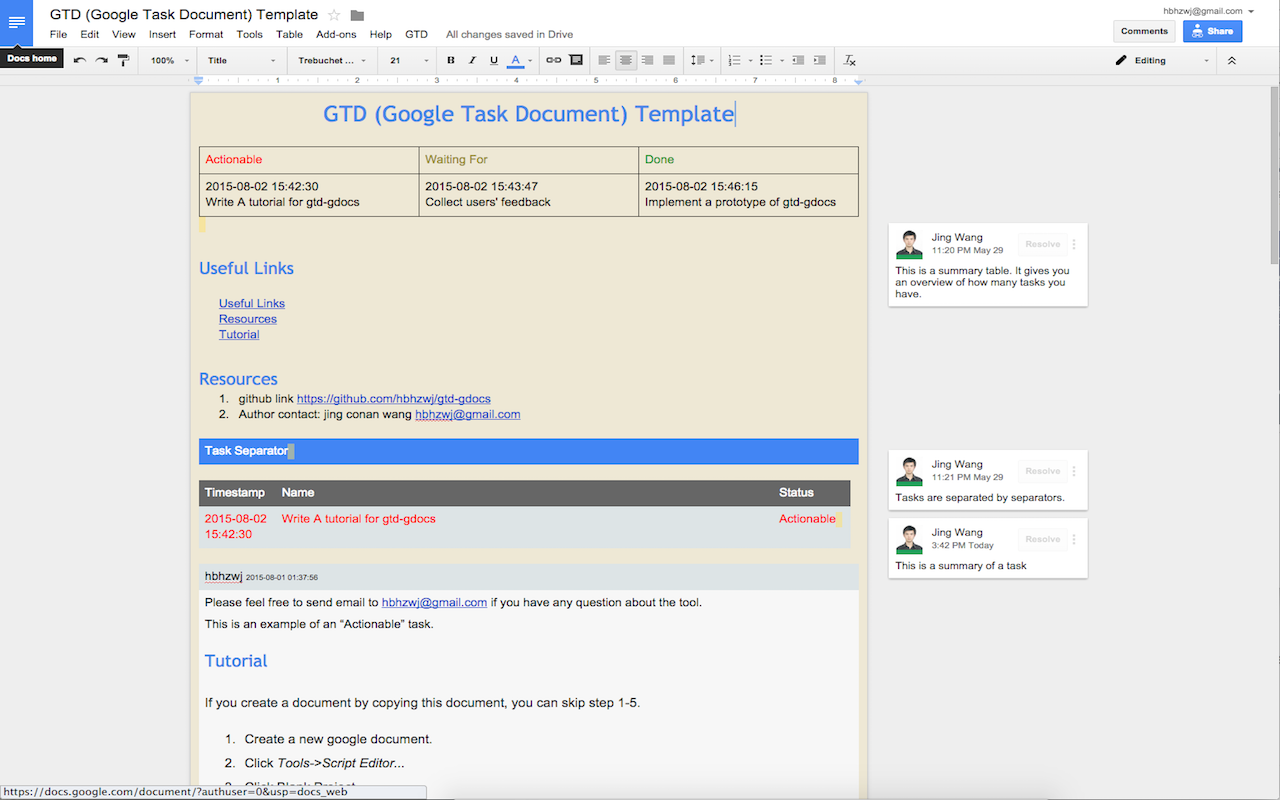 GTD (Google Task Document) Template
hbhzwj@gmail.com
File Edit View Insert Format Tools Table Add-ons Help GTD All changes saved in Drive
Comments Share
Docs home
100% Title Trebuchet ... 21 B I U A Editing
1 2 3 4 5 6 7 8
GTD (Google Task Document) Template
Actionable Waiting For Done
2015-08-02 15:42:30 2015-08-02 15:43:47 2015-08-02 15:46:15
Write A tutorial for gtd-gdocs Collect users' feedback Implement a prototype of gtd-gdocs
Jing Wang
11:20 PM May 29
Resolve
This is a summary table. It gives you
an overview of how many tasks you
have.
Useful Links
Useful Links
Resources
Tutorial
Resources
1. github link https://github.com/hbhzwj/gtd-gdocs
2. Author contact: jing conan wang hbhzwj@gmail.com
Task Separator
Jing Wang
11:21 PM May 29
Resolve
Tasks are separated by separators.
Timestamp Name Status
2015-08-02 Write A tutorial for gtd-gdocs Actionable
15:42:30
Jing Wang
3:42 PM Today
Resolve
This is a summary of a task
hbhzwj 2015-08-01 01:37:56
Please feel free to send email to hbhzwj@gmail.com if you have any question about the tool.
This is an example of an “Actionable” task.
Tutorial
If you create a document by copying this document, you can skip step 1-5.
1. Create a new google document.
2. Click Tools->Script Editor...
3. Click Blank Project
https://docs.google.com/document/?authuser=0&usp=docs_web